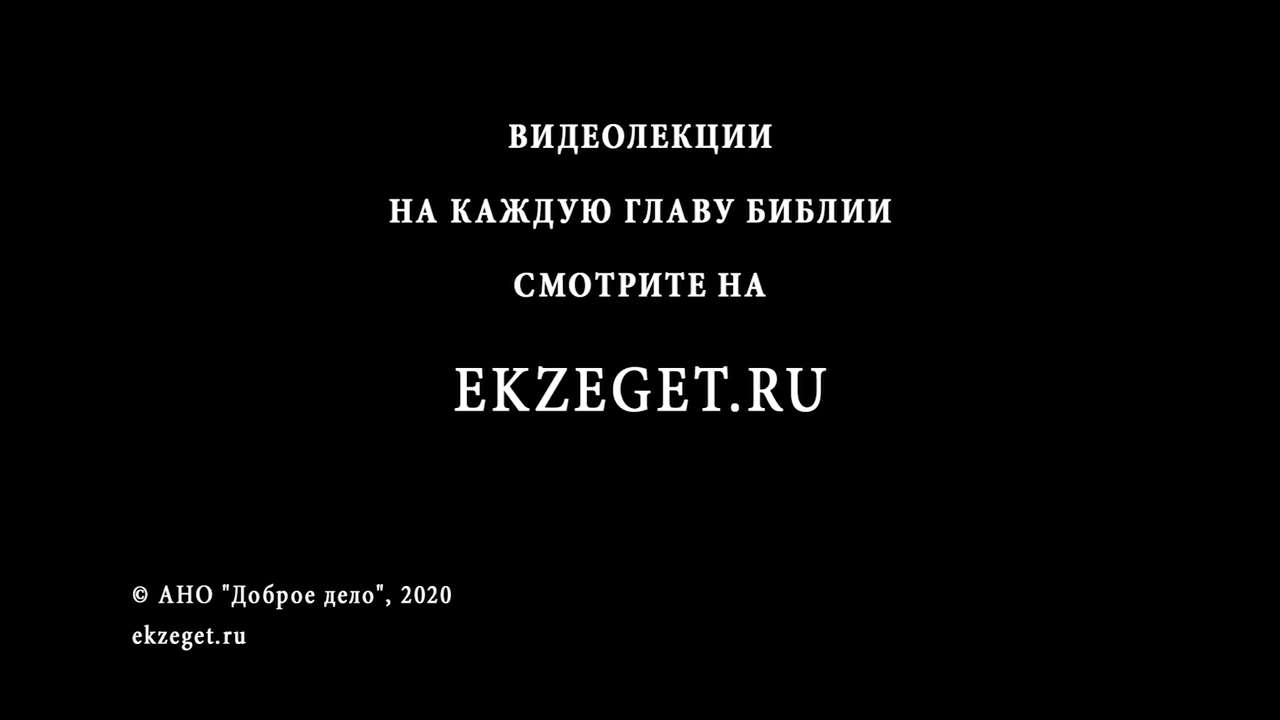 ВИДЕОЛЕКЦИИ
НА КАЖДУЮ ГЛАВУ БИБЛИИ
СМОТРИТЕ НА
EKZEGET.RU
© АНО "Доброе дело", 2020
ekzeget.ru